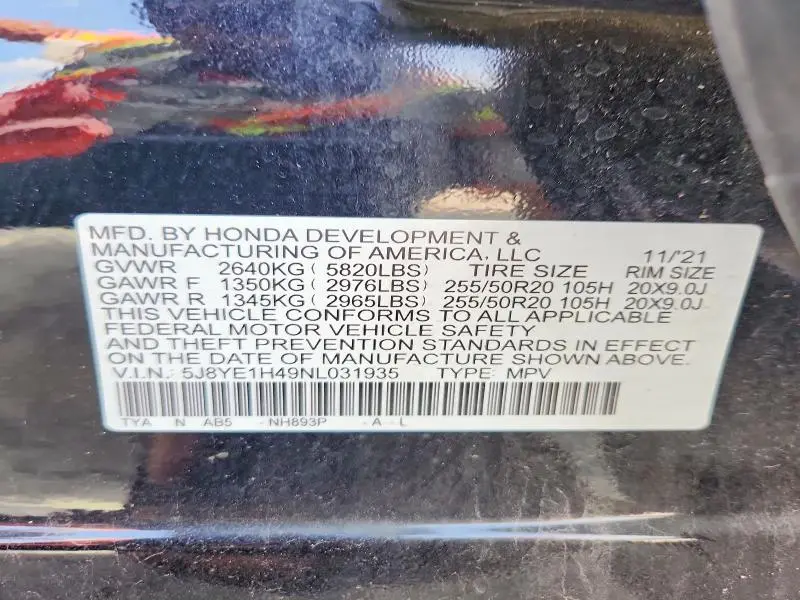 MFD. BY HONDA DEVELOPMENT &
MANUFACTURING OF AMERICA, LLC 11/'21
GVWR 2640KG (5820LBS) TIRE SIZE RIM SIZE
GAWR F 1350KG (2976LBS) 255/50R20 105H 20X9.0J
GAWR R 1345KG (2965LBS) 255/50R20 105H 20X9.0J
THIS VEHICLE CONFORMS TO ALL APPLICABLE
FEDERAL MOTOR VEHICLE SAFETY
AND THEFT PREVENTION STANDARDS IN EFFECT
ON THE DATE OF MANUFACTURE SHOWN ABOVE.
V.I.N.: 5J8YE1H49NL031935 TYPE: MPV
TYA N AB5 NH893P - A - L